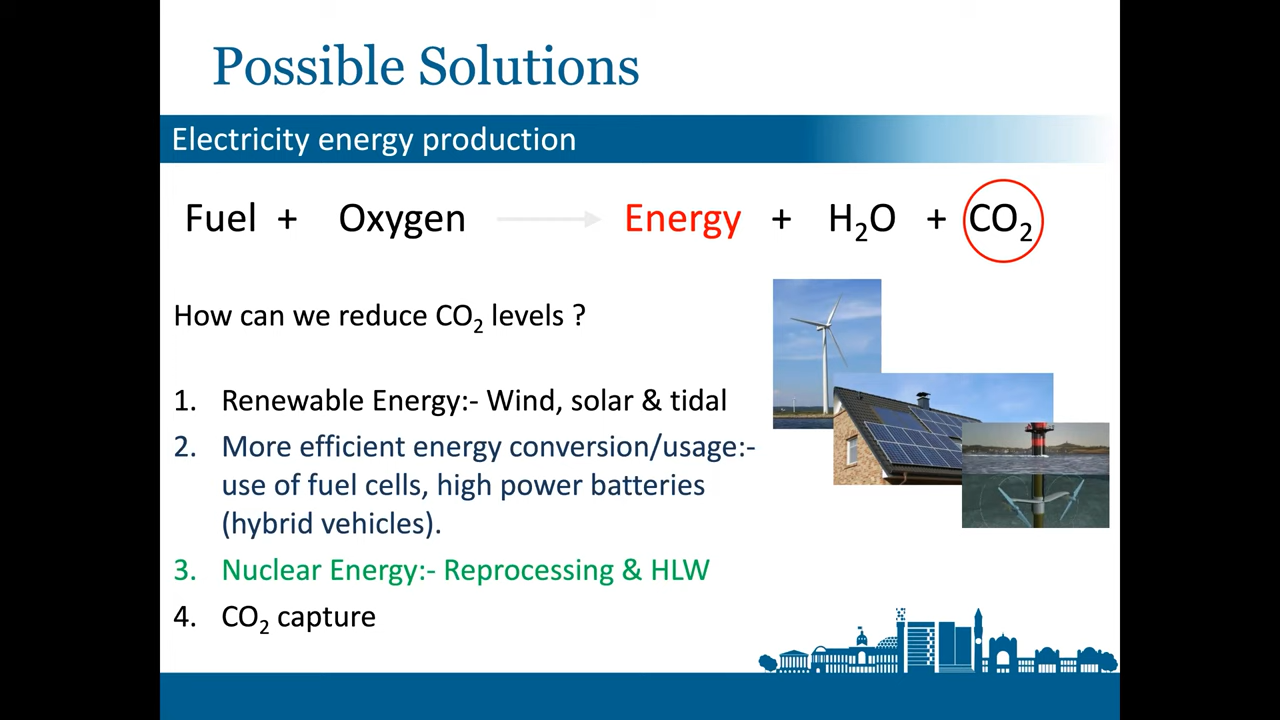 Possible Solutions
Electricity energy production
Fuel + Oxygen → Energy + H₂O + CO₂
How can we reduce CO₂ levels ?
1. Renewable Energy:- Wind, solar & tidal
2. More efficient energy conversion/usage:-
use of fuel cells, high power batteries
(hybrid vehicles).
3. Nuclear Energy:- Reprocessing & HLW
4. CO₂ capture